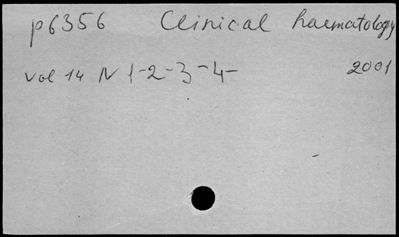 p6356 Clinical haematology
vol 14 N 1-2-3-4- 2001